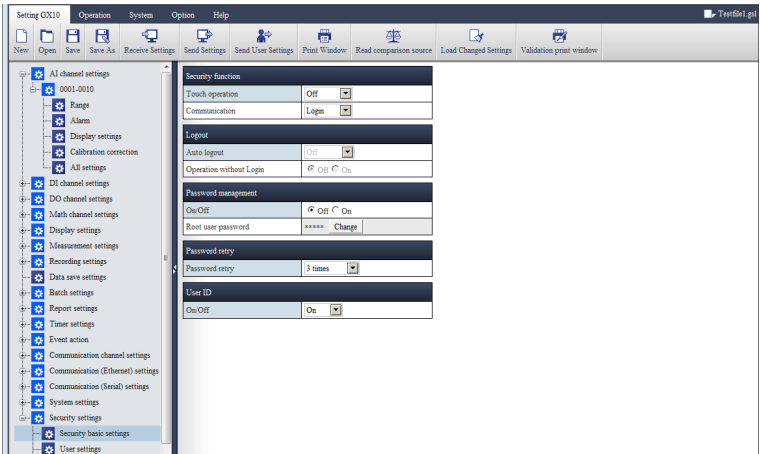 Setting GX10 Operation System Option Help Testfile1.gsl
New Open Save Save As Receive Settings Send Settings Send User Settings Print Window Read comparison source Load Changed Settings Validation print window
AI channel settings
0001-0010
Range
Alarm
Display settings
Calibration correction
All settings
DI channel settings
DO channel settings
Math channel settings
Display settings
Measurement settings
Recording settings
Data save settings
Batch settings
Report settings
Timer settings
Event action
Communication channel settings
Communication (Ethernet) settings
Communication (Serial) settings
System settings
Security settings
Security basic settings
User settings
Security function
Touch operation Off
Communication Login
Logout
Auto logout Off
Operation without Login Off On
Password management
On/Off Off On
Root user password ***** Change
Password retry
Password retry 3 times
User ID
On/Off On